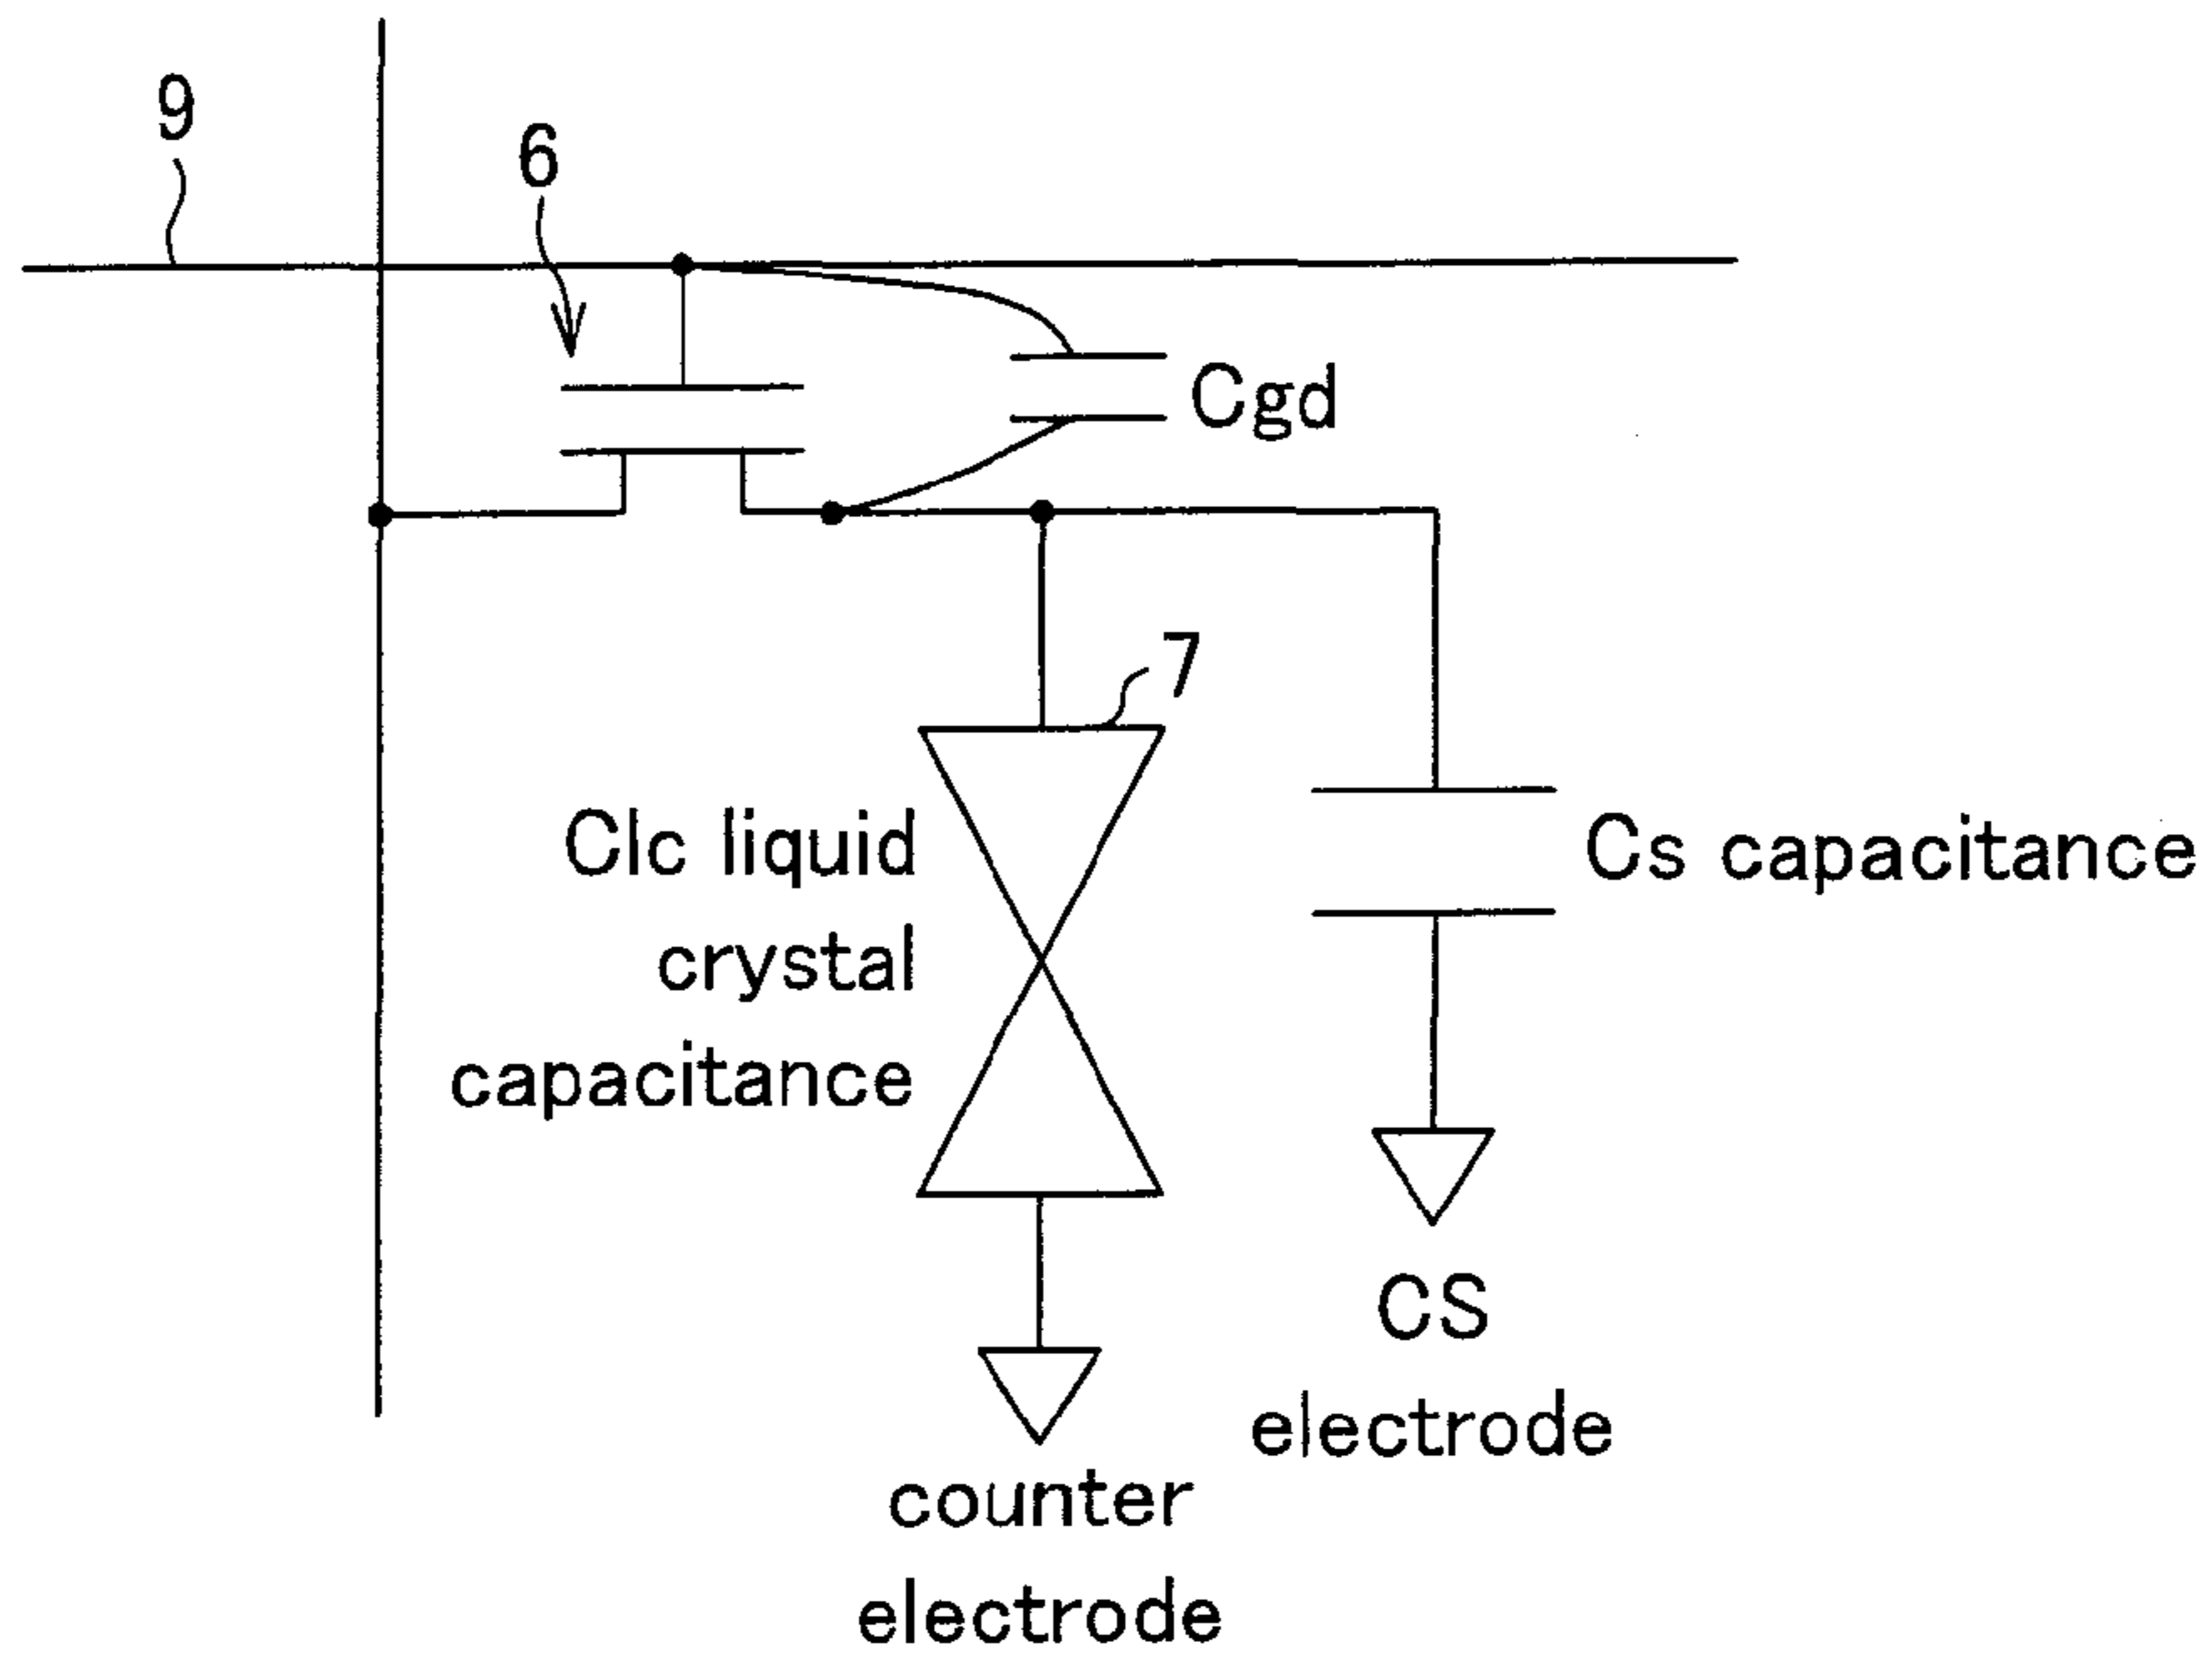 9
6
Cgd
7
Clc liquid
crystal
capacitance
Cs capacitance
CS
electrode
counter
electrode